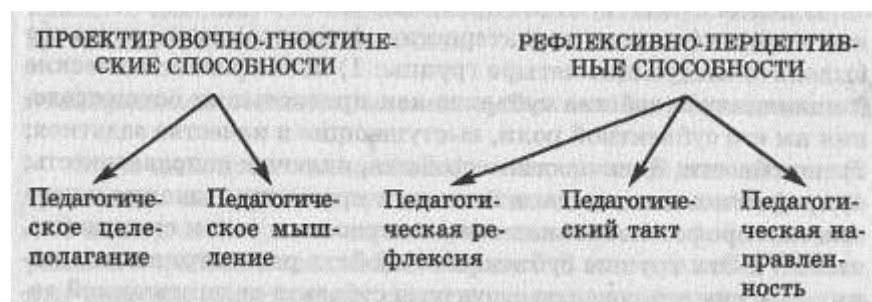 ПРОЕКТИРОВОЧНО-ГНОСТИЧЕ-
СКИЕ СПОСОБНОСТИ
РЕФЛЕКСИВНО-ПЕРЦЕПТИВ-
НЫЕ СПОСОБНОСТИ
Педагогиче-
ское целе-
полагание
Педагогиче-
ское мыш-
ление
Педагоги-
ческая ре-
флексия
Педагогиче-
ский такт
Педагоги-
ческая на-
правлен-
ность